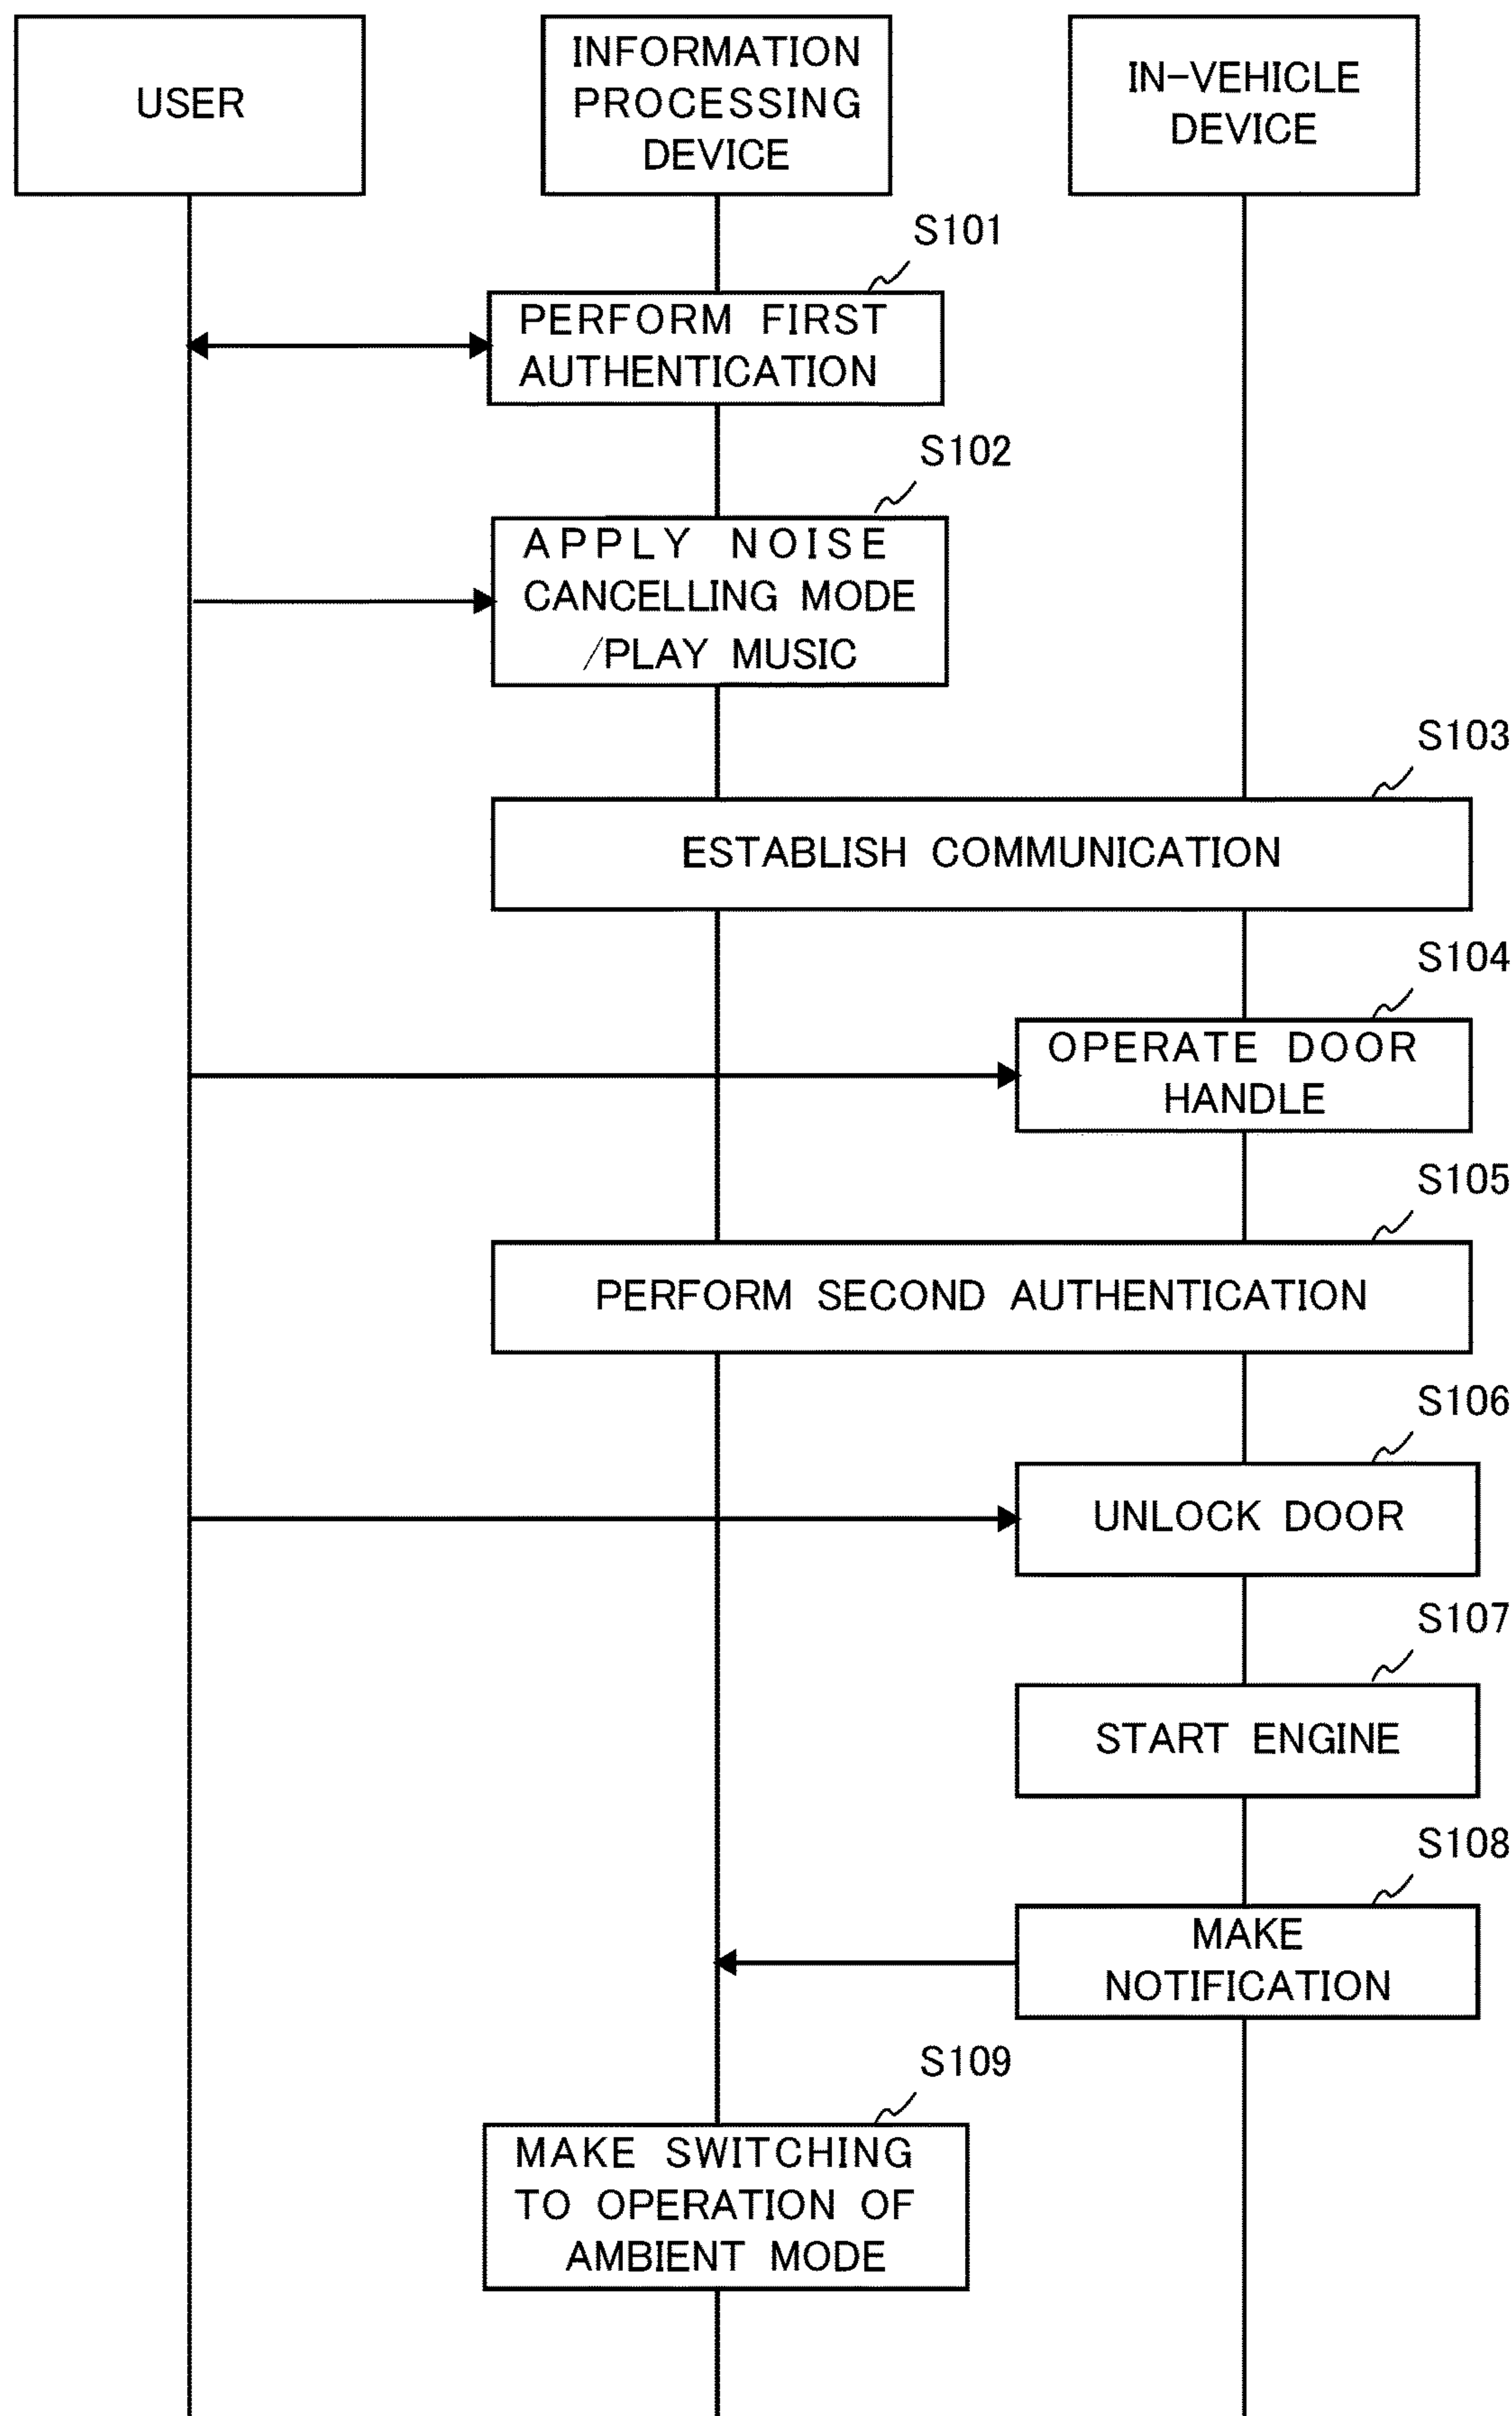 USER
INFORMATION
PROCESSING
DEVICE
IN-VEHICLE
DEVICE
S101
PERFORM FIRST
AUTHENTICATION
S102
APPLY NOISE
CANCELLING MODE
/PLAY MUSIC
S103
ESTABLISH COMMUNICATION
S104
OPERATE DOOR
HANDLE
S105
PERFORM SECOND AUTHENTICATION
S106
UNLOCK DOOR
S107
START ENGINE
S108
MAKE
NOTIFICATION
S109
MAKE SWITCHING
TO OPERATION OF
AMBIENT MODE